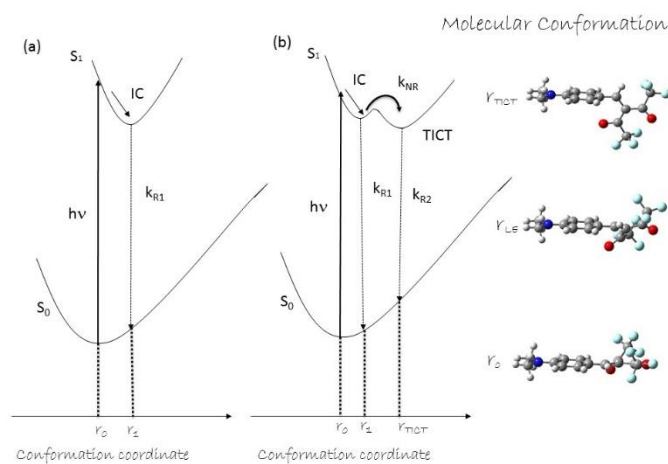 Molecular Conformation
(a)
S1
IC
hν
kR1
S0
r0
r1
Conformation coordinate
(b)
S1
IC
kNR
TICT
hν
kR1
kR2
S0
r0
r1
rTICT
Conformation coordinate
rTICT
rLE
r0